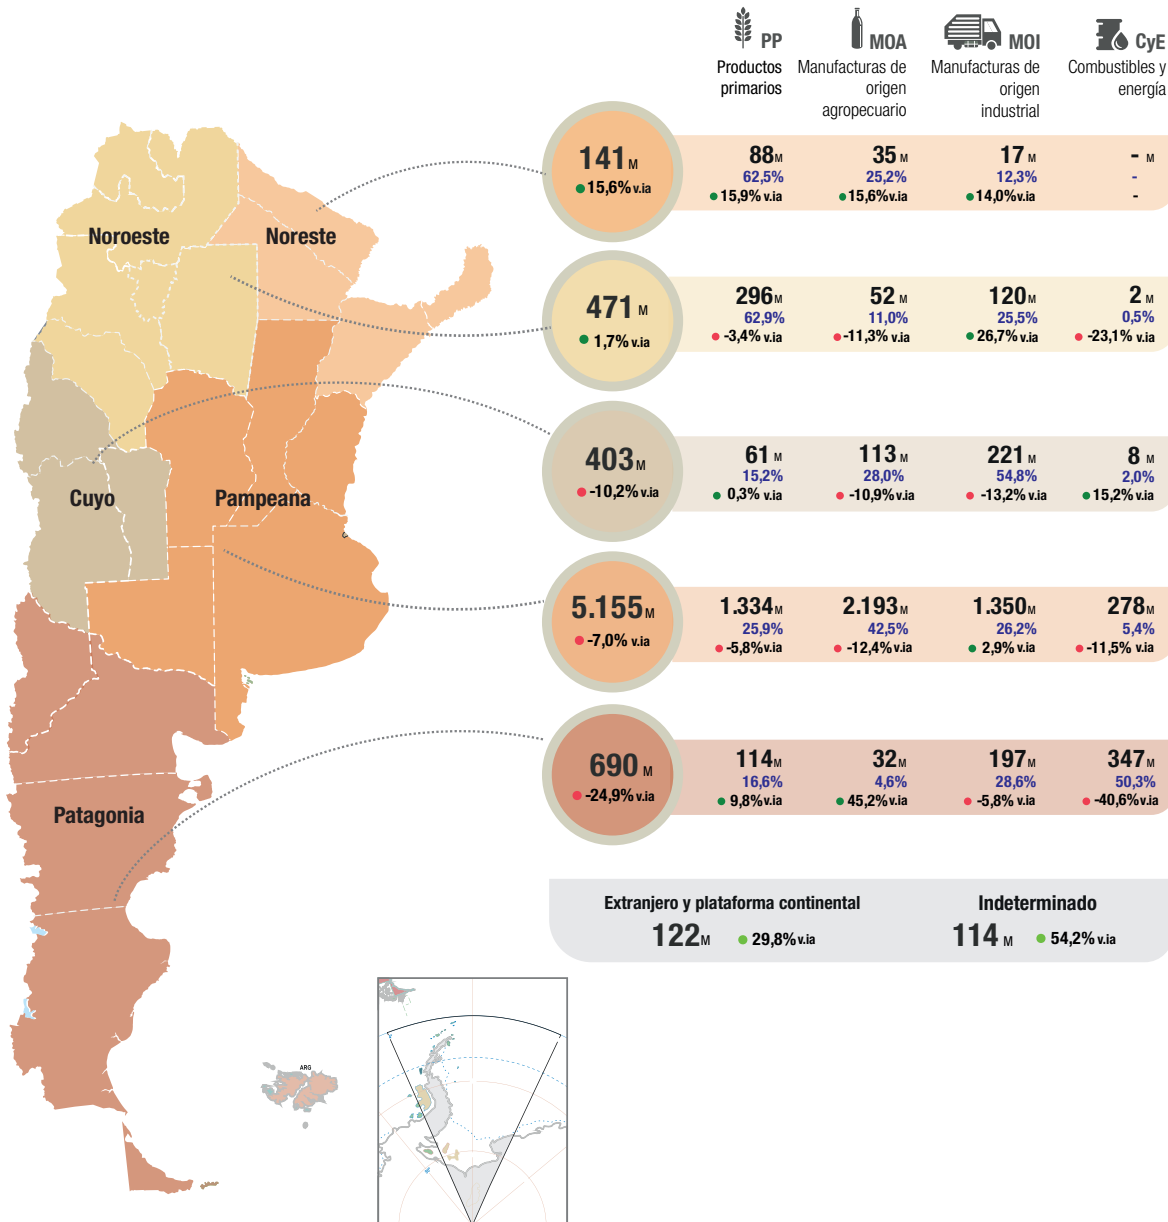 PP
MOA
MOI
CyE
Productos
primarios
Manufacturas de
origen
agropecuario
Manufacturas de
origen
industrial
Combustibles y
energía
141 M
15,6% v.ia
88 M
62,5%
15,9% v.ia
35 M
25,2%
15,6% v.ia
17 M
12,3%
14,0% v.ia
- M
-
-
471 M
1,7% v.ia
296 M
62,9%
-3,4% v.ia
52 M
11,0%
-11,3% v.ia
120 M
25,5%
26,7% v.ia
2 M
0,5%
-23,1% v.ia
403 M
-10,2% v.ia
61 M
15,2%
0,3% v.ia
113 M
28,0%
-10,9% v.ia
221 M
54,8%
-13,2% v.ia
8 M
2,0%
15,2% v.ia
5.155 M
-7,0% v.ia
1.334 M
25,9%
-5,8% v.ia
2.193 M
42,5%
-12,4% v.ia
1.350 M
26,2%
2,9% v.ia
278 M
5,4%
-11,5% v.ia
690 M
-24,9% v.ia
114 M
16,6%
9,8% v.ia
32 M
4,6%
45,2% v.ia
197 M
28,6%
-5,8% v.ia
347 M
50,3%
-40,6% v.ia
Extranjero y plataforma continental
122 M 29,8% v.ia
Indeterminado
114 M 54,2% v.ia
Noroeste
Noreste
Cuyo
Pampeana
Patagonia
ARG